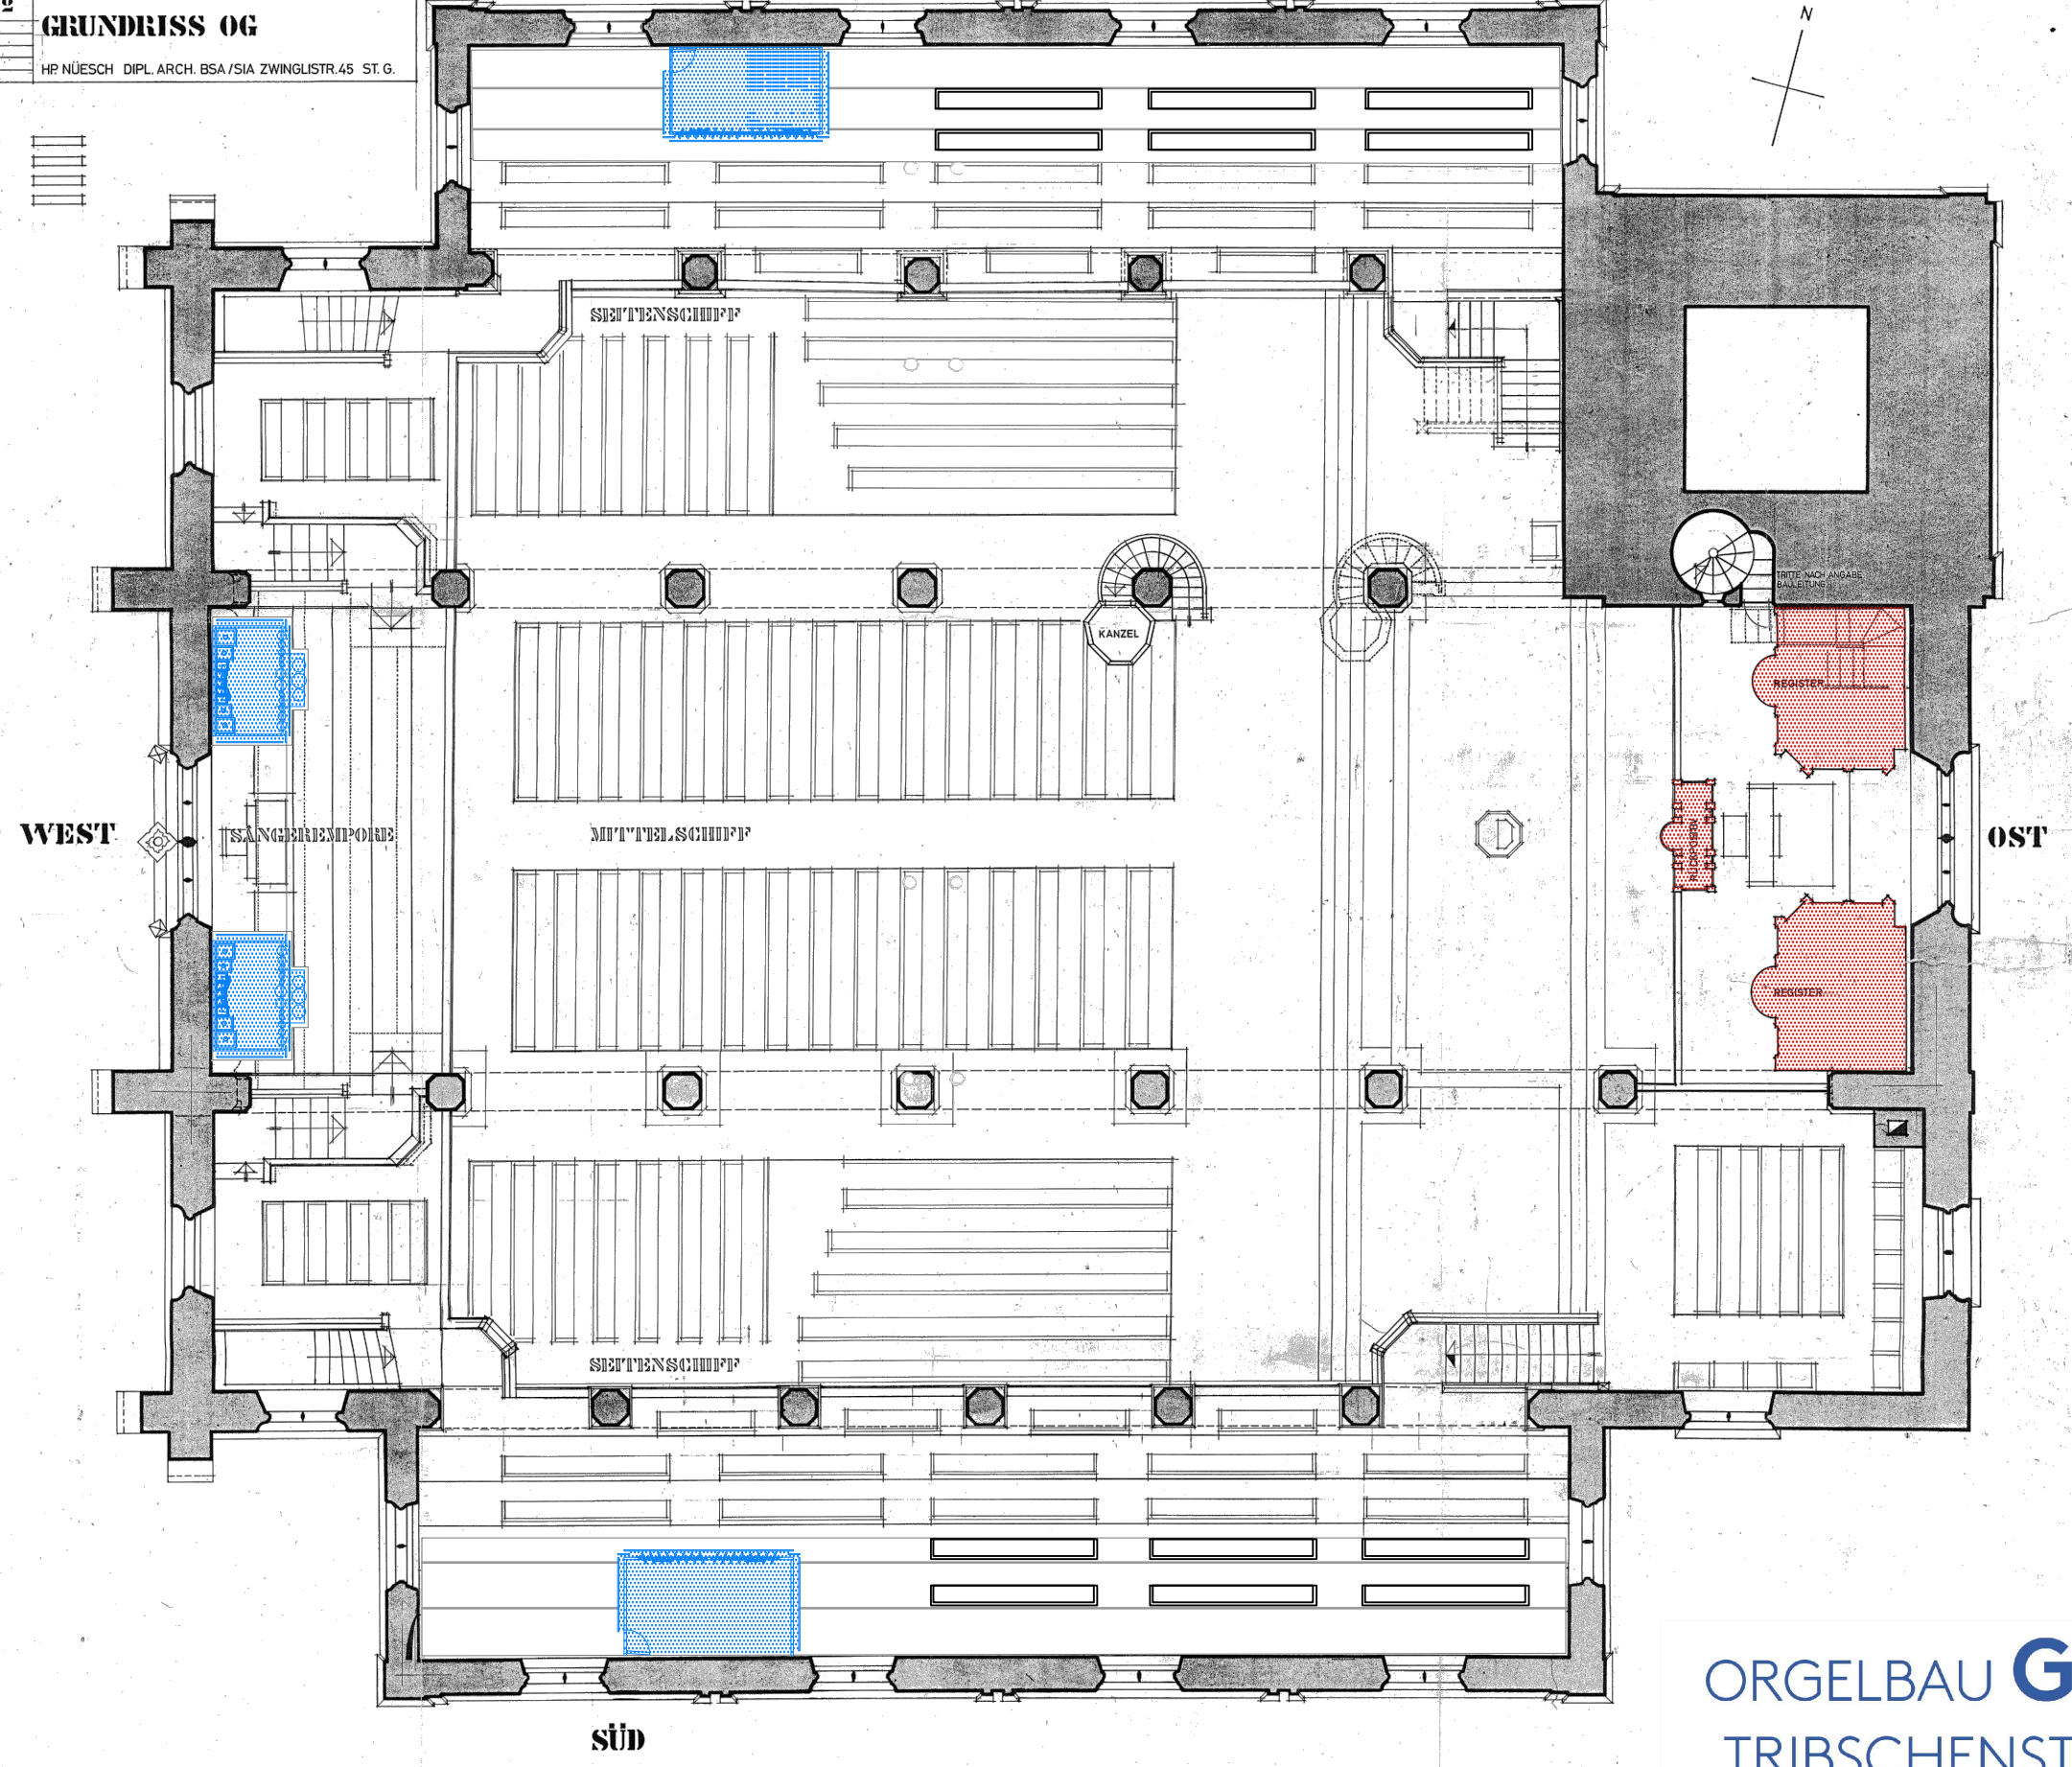 2
GRUNDRISS OG
HP. NÜESCH DIPL. ARCH. BSA/SIA ZWINGLISTR. 45 ST. G.
N
SEITENSCHIFF
TRITTE NACH ANGABE
BAULEITUNG
KANZEL
REGISTER
WEST
SÄNGEREMPORE
MITTELSCHIFF
OST
REGISTER
SEITENSCHIFF
SÜD
ORGELBAU G
TRIBSCHENST